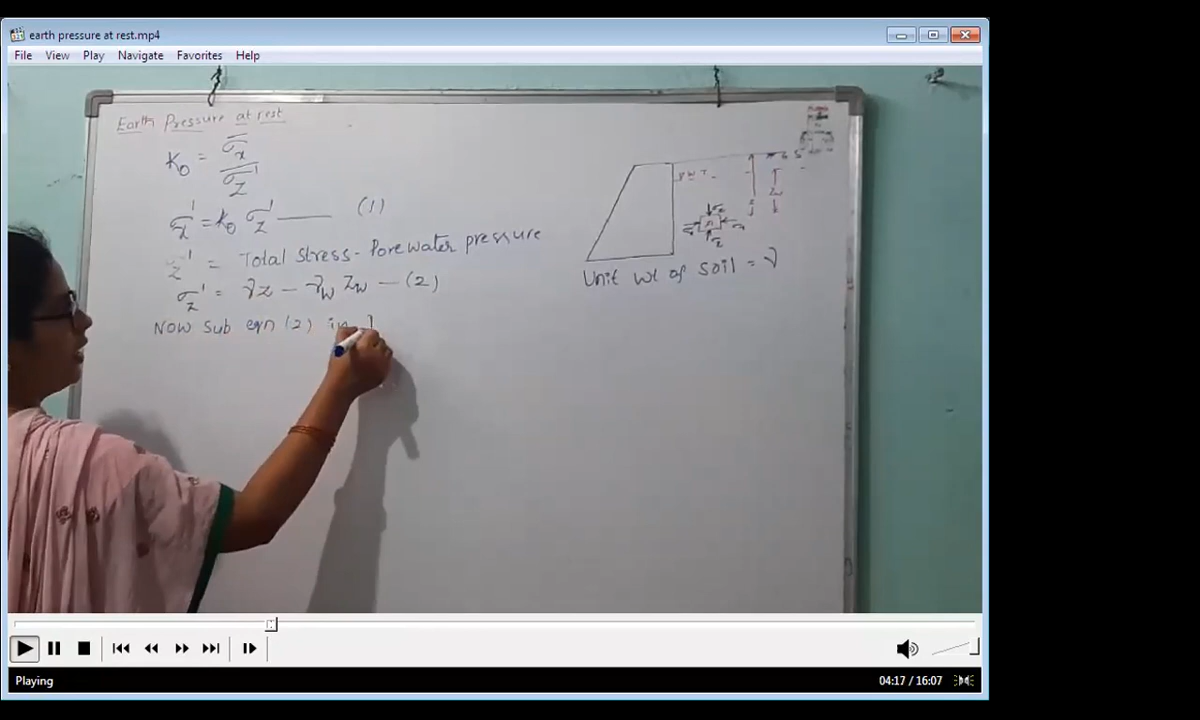 earth pressure at rest.mp4
File View Play Navigate Favorites Help
Earth Pressure at rest
K0 = σx / σz'
σx' = K0 σz' —— (1)
z' = Total stress - Pore water pressure
σz' = γz - γw Zw - (2)
Now sub eqn (2) in 1
Unit wt of soil = γ
Playing
04:17 / 16:07